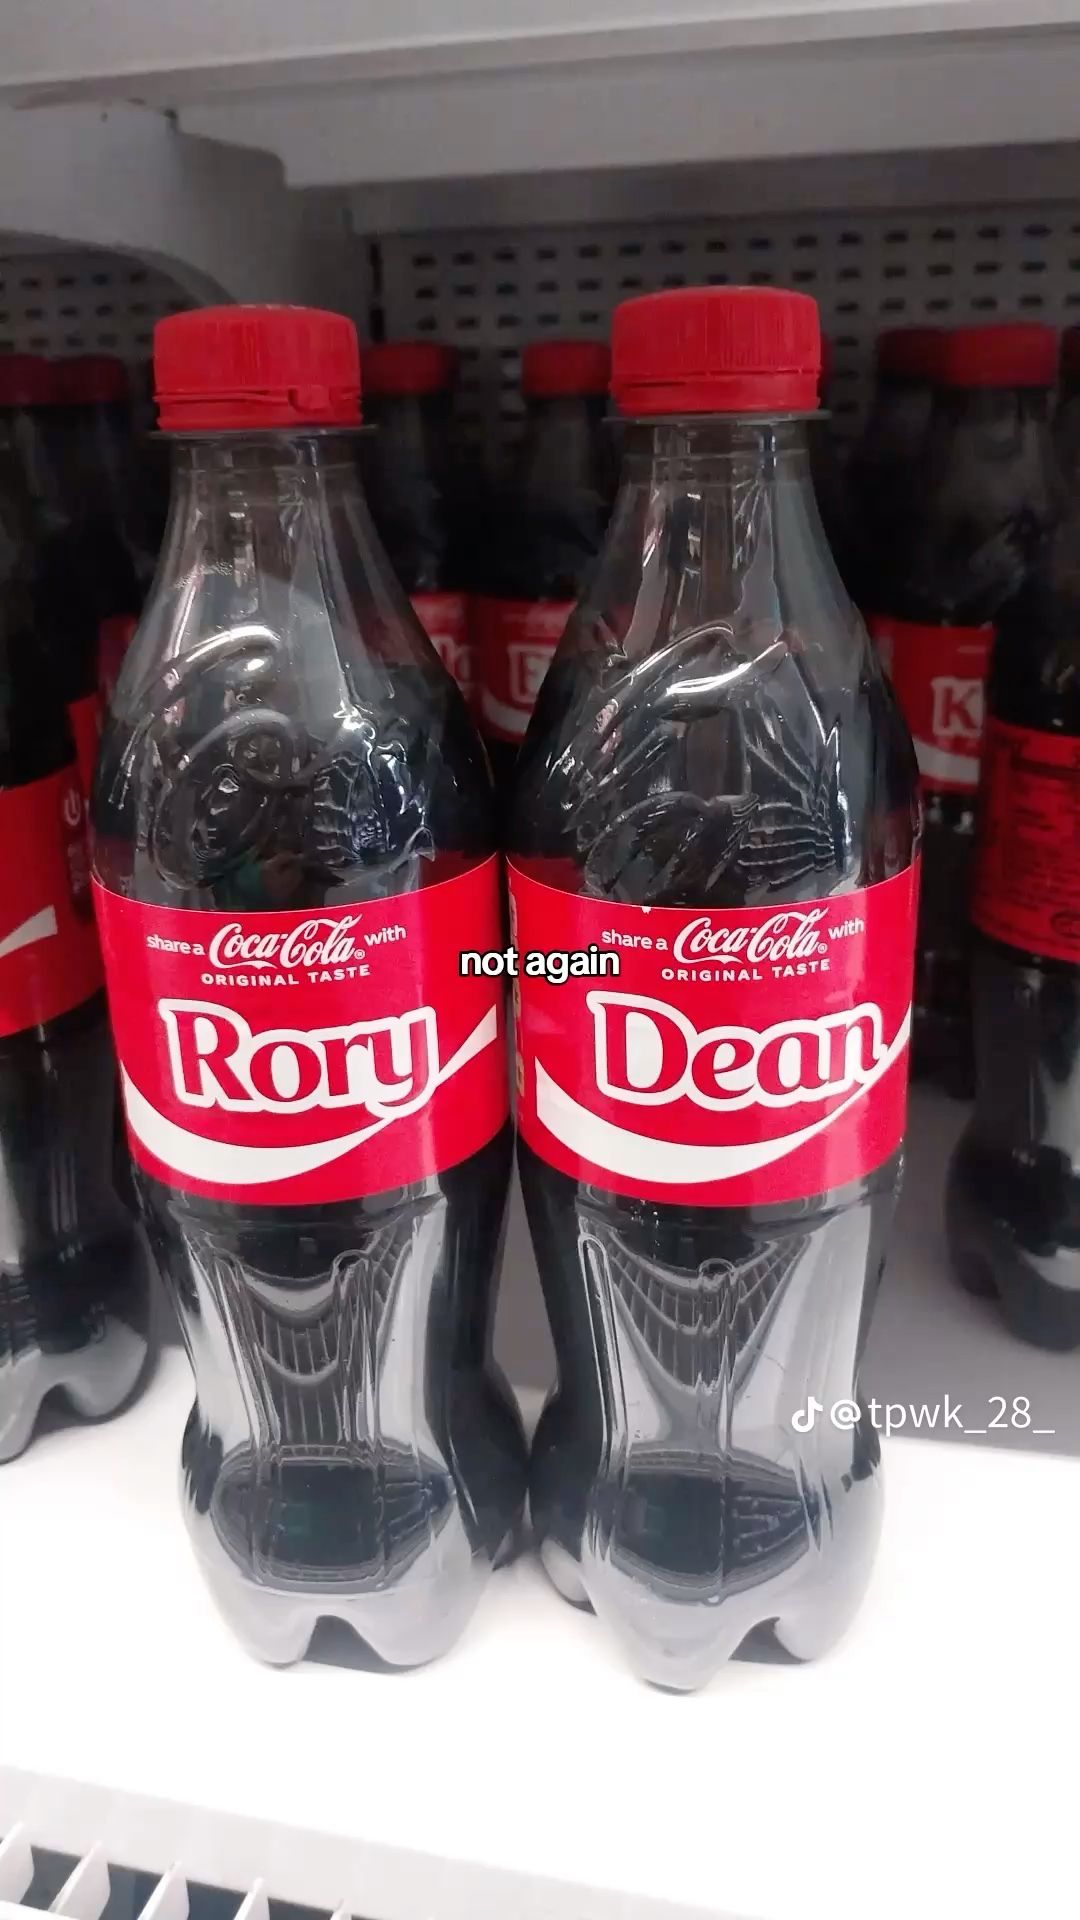 share a Coca-Cola® with
ORIGINAL TASTE
Rory
not again
share a Coca-Cola® with
ORIGINAL TASTE
Dean
K
@tpwk_28_